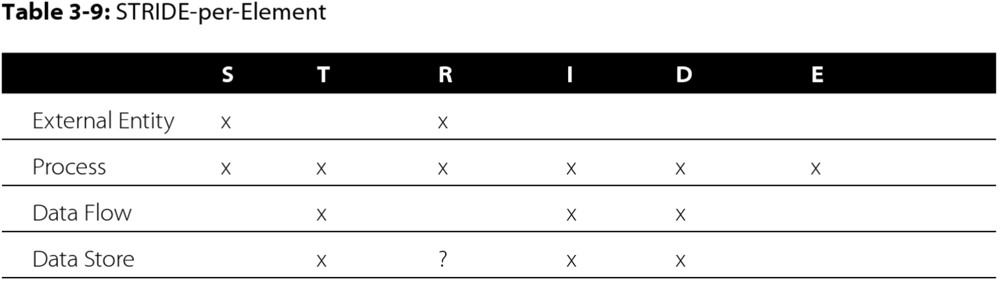 Table 3-9: STRIDE-per-Element
S T R I D E
External Entity x x
Process x x x x x x
Data Flow x x x
Data Store x ? x x